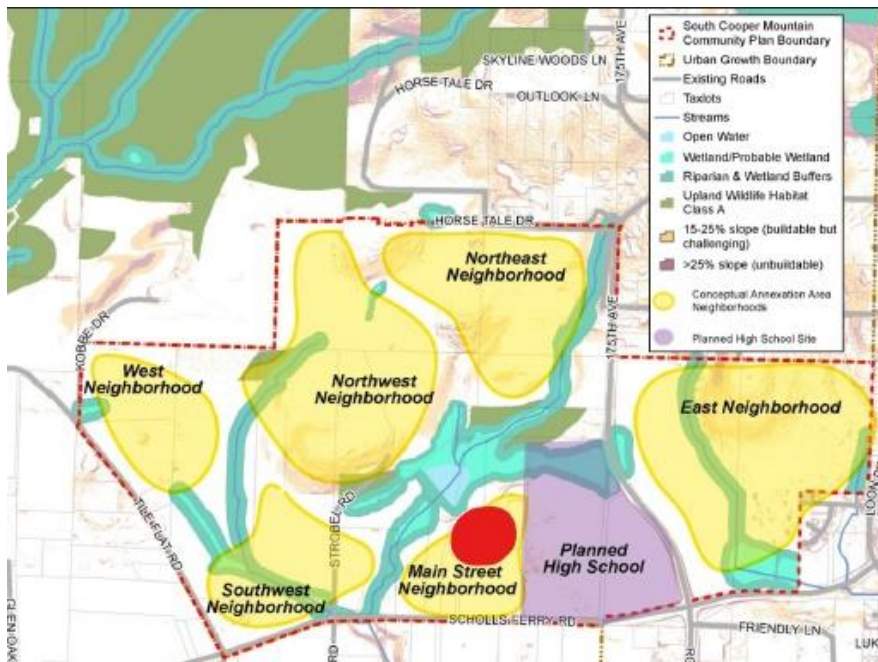 South Cooper Mountain
Community Plan Boundary
Urban Growth Boundary
Existing Roads
Taxlots
Streams
Open Water
Wetland/Probable Wetland
Riparian & Wetland Buffers
Upland Wildlife Habitat
Class A
15-25% slope (buildable but
challenging)
>25% slope (unbuildable)
Conceptual Annexation Area
Neighborhoods
Planned High School Site
SKYLINE WOODS LN
175TH AVE
HORSE TALE DR
OUTLOOK LN
HORSE TALE DR
Northeast
Neighborhood
175TH AVE
KOBBE DR
West
Neighborhood
Northwest
Neighborhood
East Neighborhood
TILE FLAT RD
STROBEL RD
Planned
High School
Main Street
Neighborhood
Southwest
Neighborhood
SCHOLLS FERRY RD
FRIENDLY LN
GLEN OAK
RD
RD
LUK